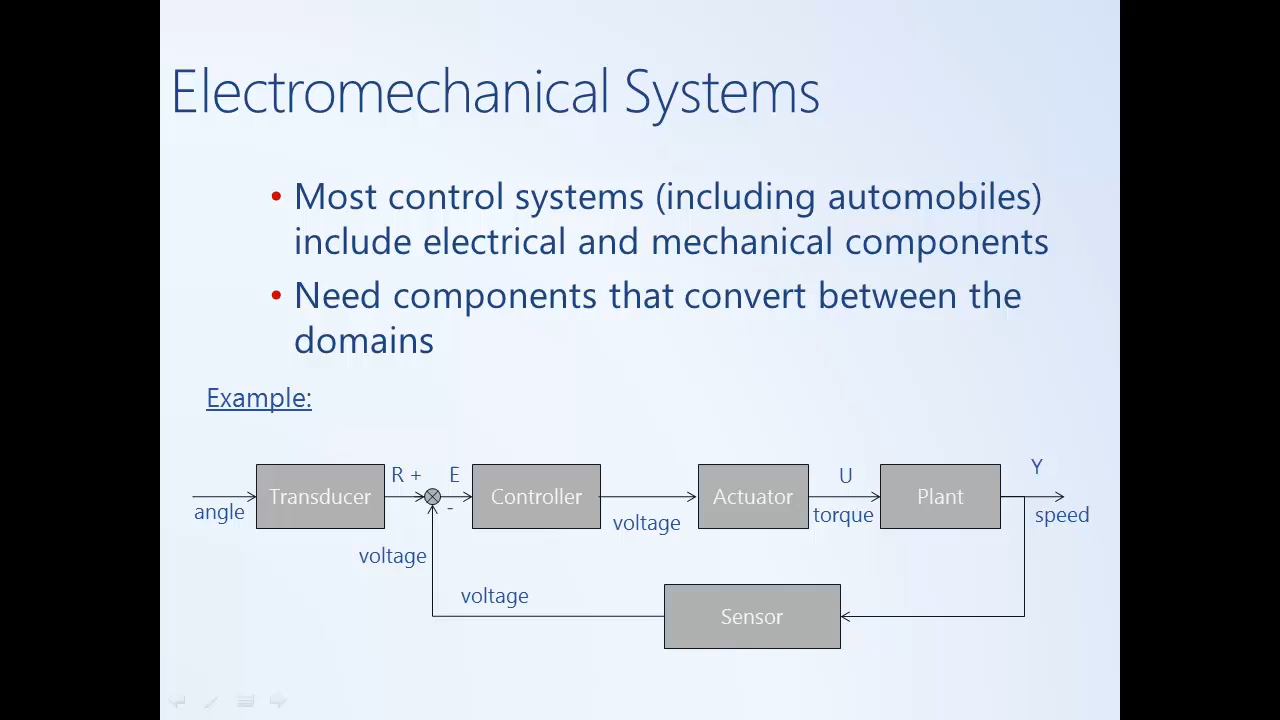 Electromechanical Systems
• Most control systems (including automobiles)
include electrical and mechanical components
• Need components that convert between the
domains
Example:
angle
Transducer
R +
E
-
voltage
Controller
voltage
Actuator
U
torque
Plant
Y
speed
voltage
Sensor